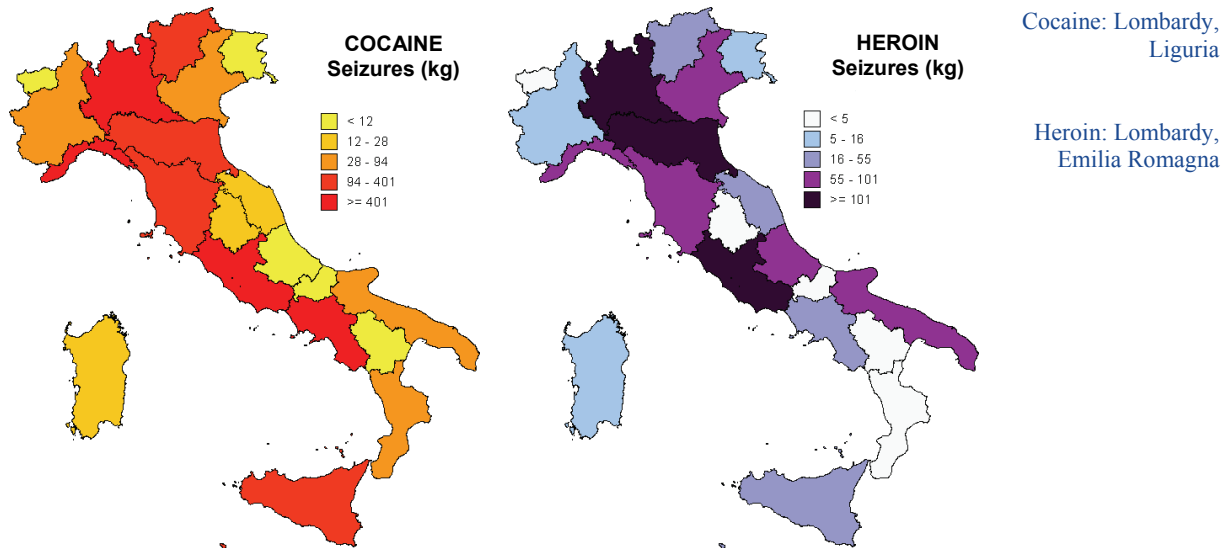 COCAINE
Seizures (kg)
< 12
12 - 28
28 - 94
94 - 401
>= 401
HEROIN
Seizures (kg)
< 5
5 - 16
16 - 55
55 - 101
>= 101
Cocaine: Lombardy,
Liguria
Heroin: Lombardy,
Emilia Romagna